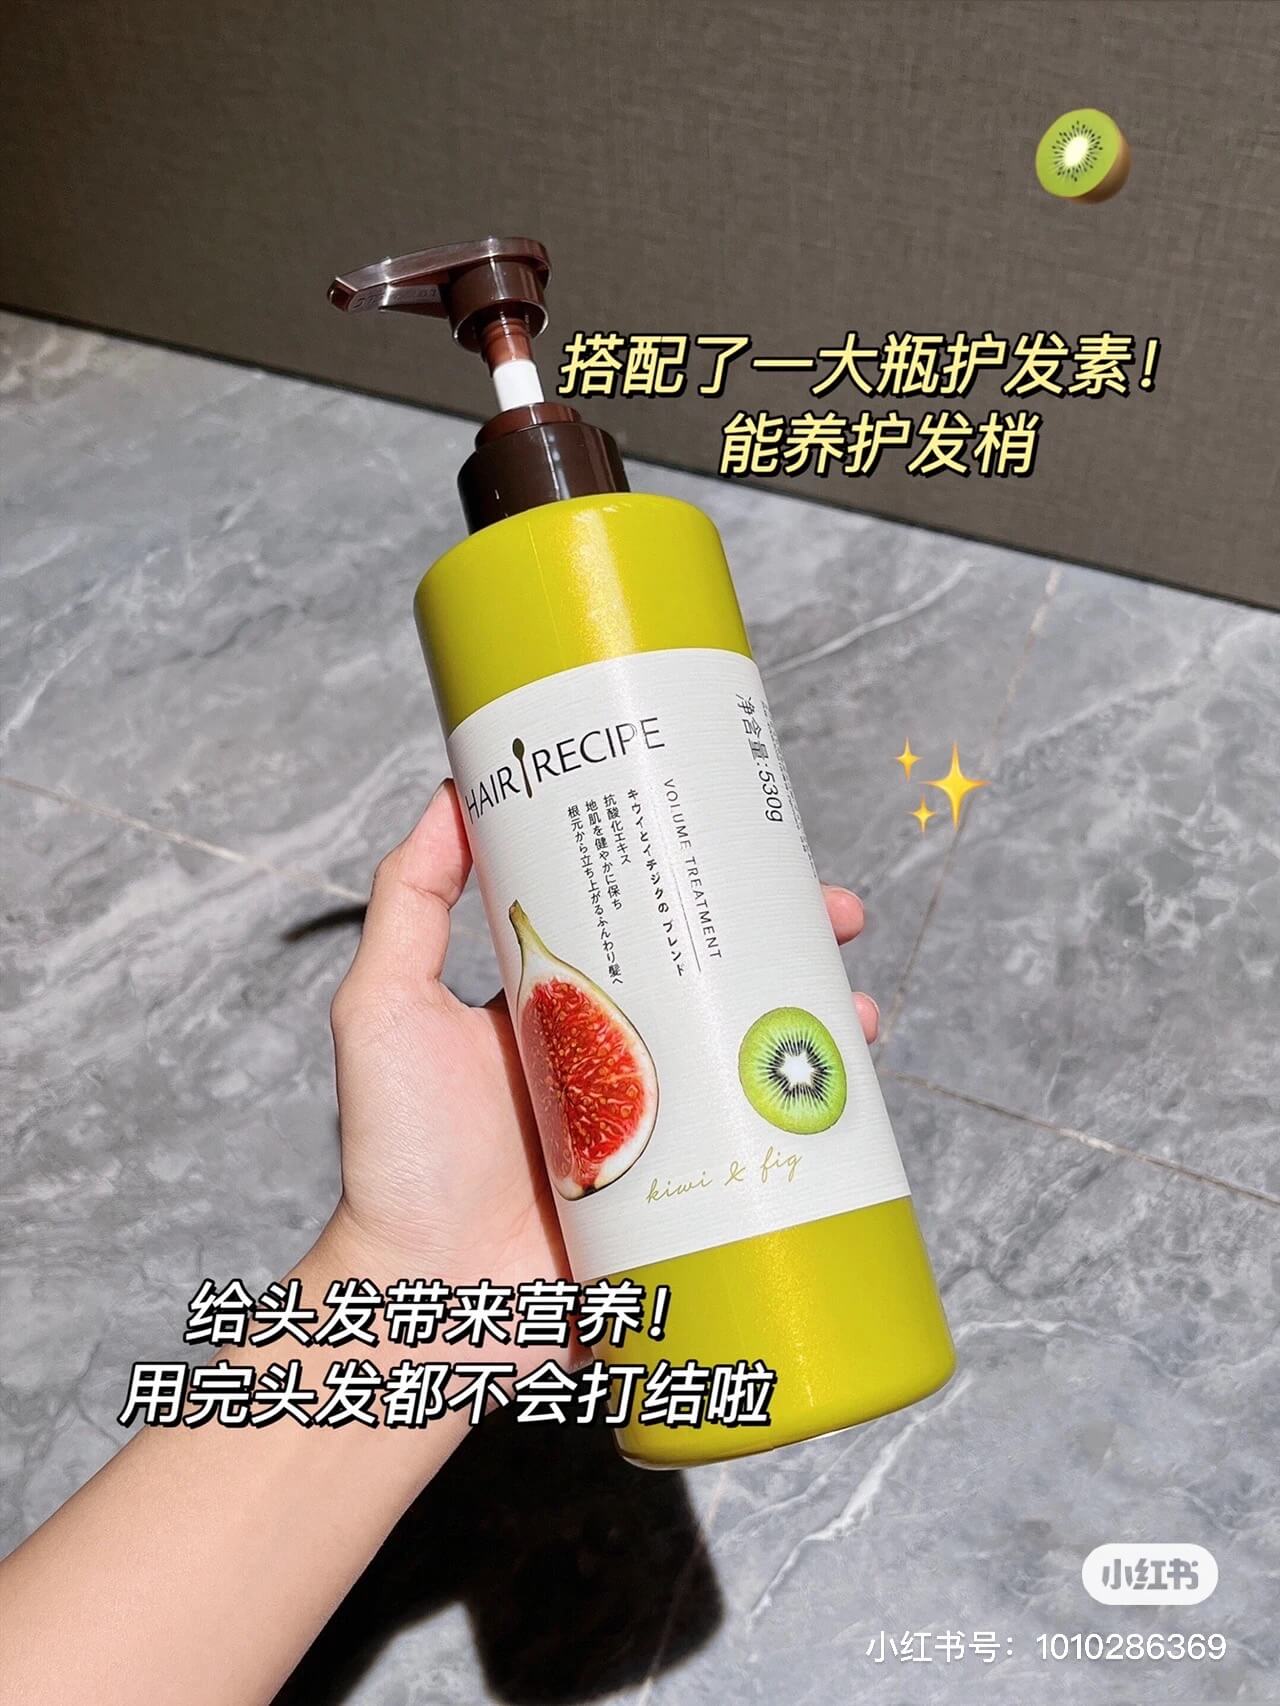 搭配了一大瓶护发素！
能养护发梢
HAIR RECIPE
VOLUME TREATMENT
キウイとイチジクの ブレンド
抗酸化エキス
地肌を健やかに保ち
根元から立ち上がるふんわり髪へ
净含量:530g
kiwi & fig
给头发带来营养！
用完头发都不会打结啦
小红书
小红书号：1010286369